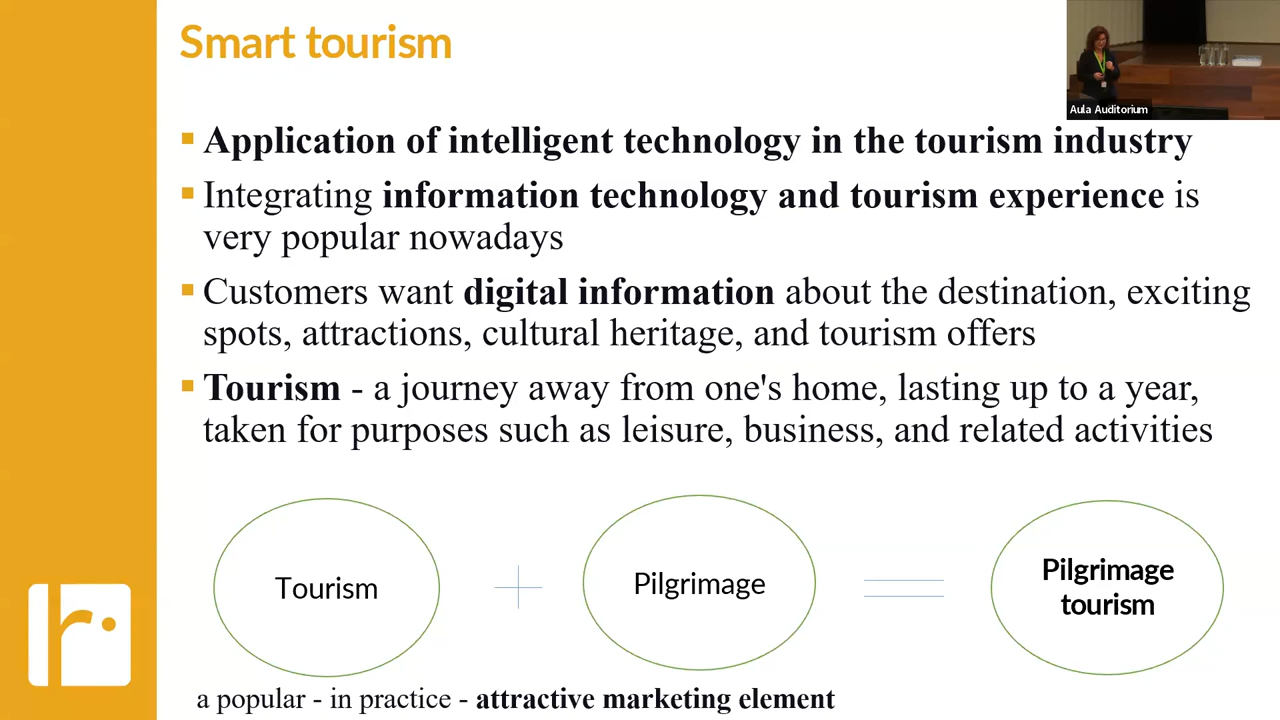 Smart tourism
Aula Auditorium
Application of intelligent technology in the tourism industry
Integrating information technology and tourism experience is
very popular nowadays
Customers want digital information about the destination, exciting
spots, attractions, cultural heritage, and tourism offers
Tourism - a journey away from one's home, lasting up to a year,
taken for purposes such as leisure, business, and related activities
Tourism
Pilgrimage
Pilgrimage
tourism
a popular - in practice - attractive marketing element